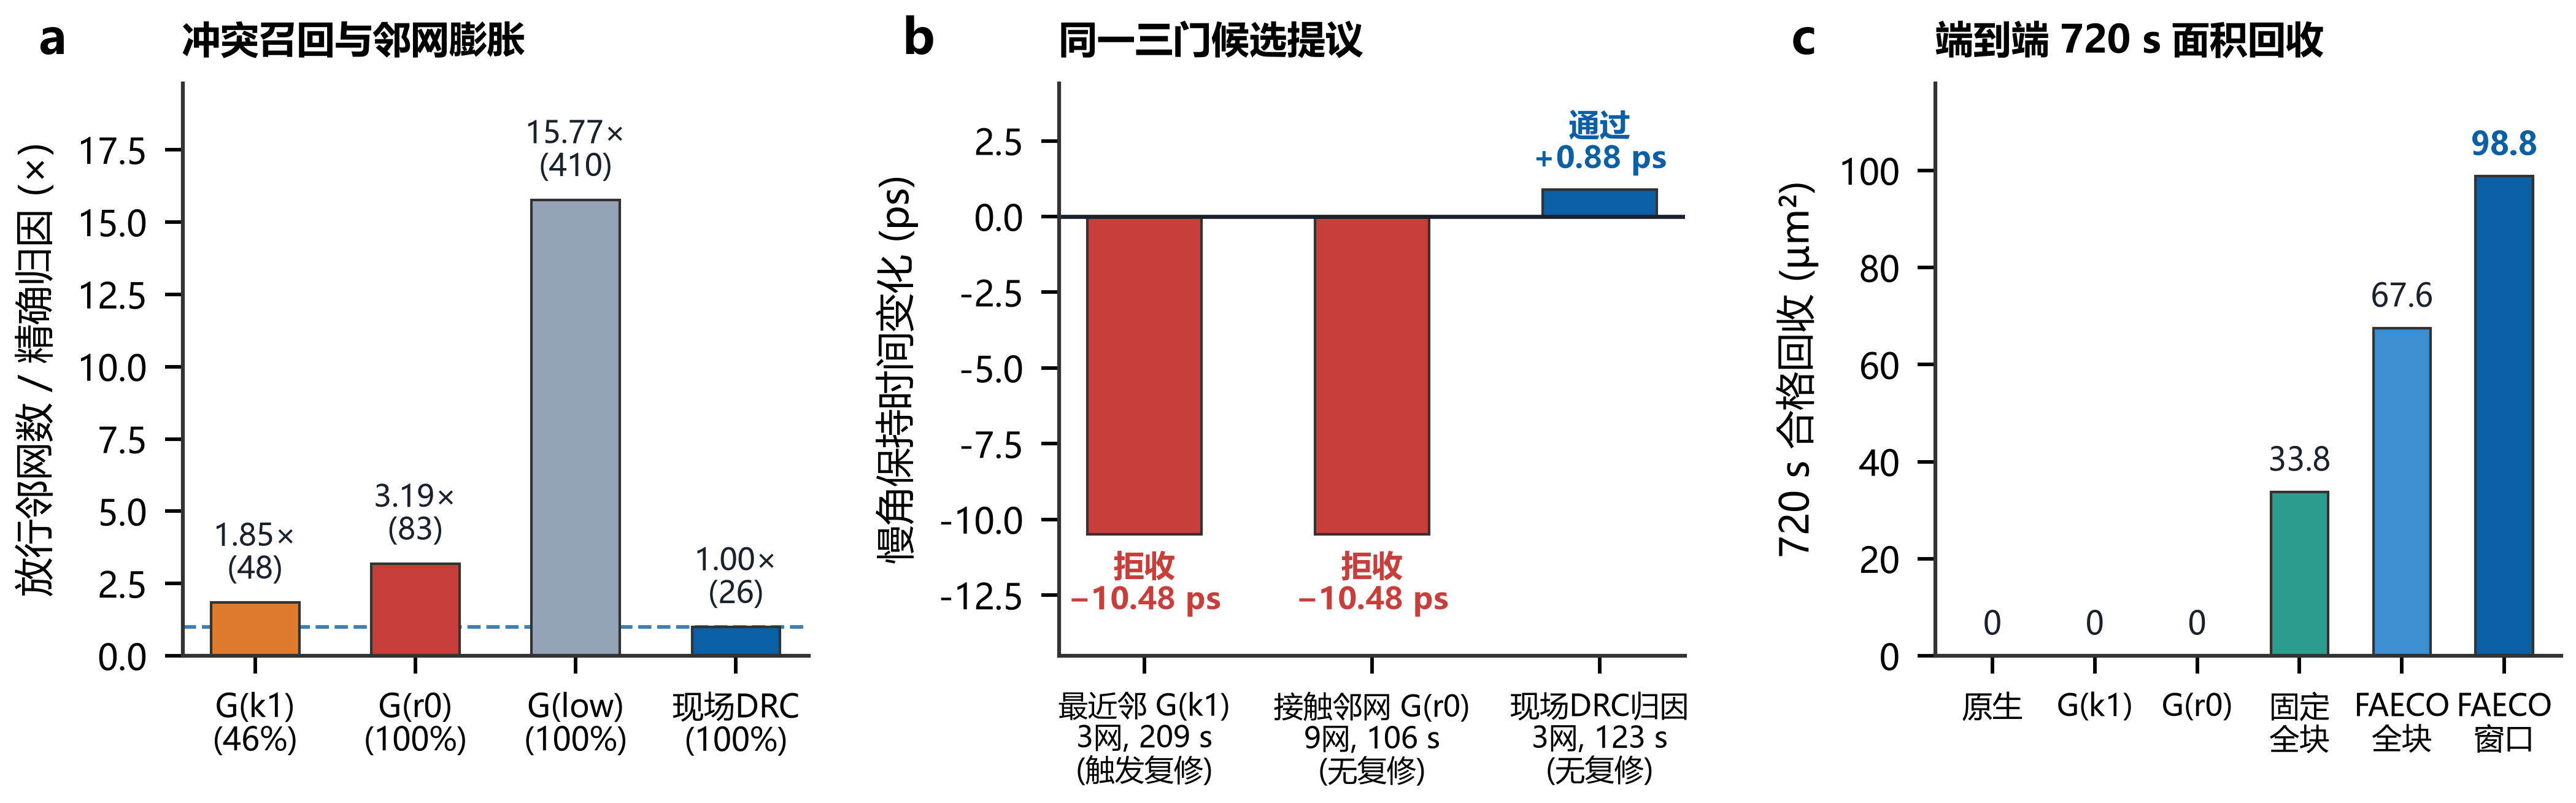 a
冲突召回与邻网膨胀
放行邻网数 / 精确归因 (×)
17.5
15.0
12.5
10.0
7.5
5.0
2.5
0.0
1.85×
(48)
3.19×
(83)
15.77×
(410)
1.00×
(26)
G(k1)
(46%)
G(r0)
(100%)
G(low)
(100%)
现场DRC
(100%)
b
同一三门候选提议
慢角保持时间变化 (ps)
2.5
0.0
-2.5
-5.0
-7.5
-10.0
-12.5
拒收
−10.48 ps
拒收
−10.48 ps
通过
+0.88 ps
最近邻 G(k1)
3网, 209 s
(触发复修)
接触邻网 G(r0)
9网, 106 s
(无复修)
现场DRC归因
3网, 123 s
(无复修)
c
端到端 720 s 面积回收
720 s 合格回收 (µm²)
100
80
60
40
20
0
0
0
0
33.8
67.6
98.8
原生
G(k1)
G(r0)
固定
全块
FAECO
全块
FAECO
窗口